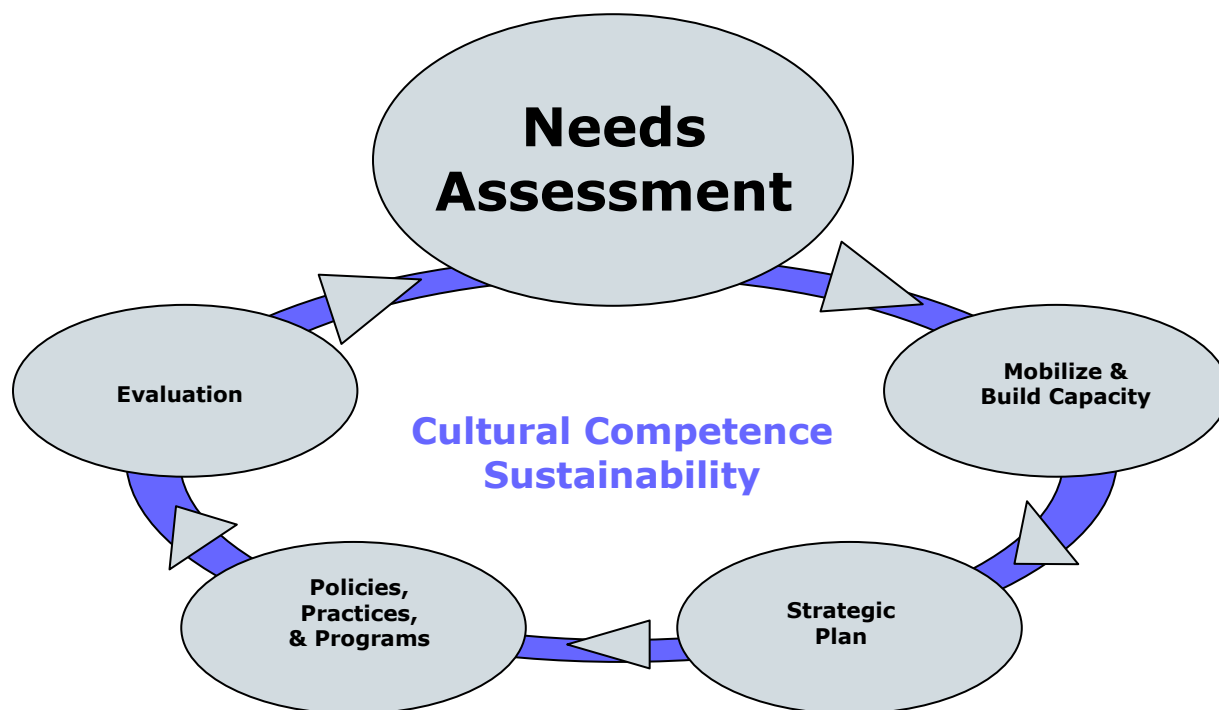 Needs
Assessment
Mobilize &
Build Capacity
Evaluation
Cultural Competence
Sustainability
Policies,
Practices,
& Programs
Strategic
Plan